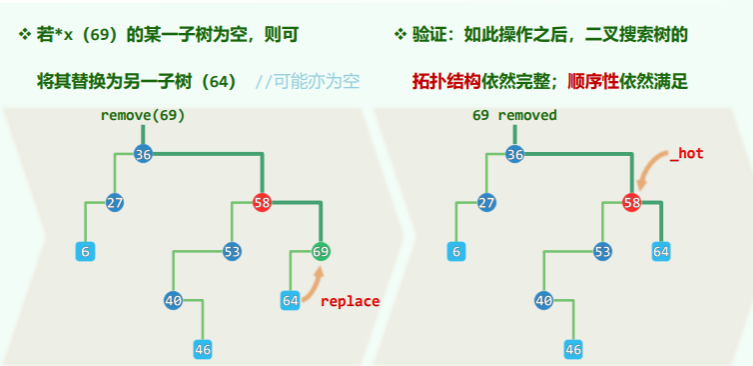 ❖ 若*x（69）的某一子树为空，则可
将其替换为另一子树（64） //可能亦为空
remove(69)
36
27
58
6
53
69
40
64
replace
46
❖ 验证：如此操作之后，二叉搜索树的
拓扑结构依然完整；顺序性依然满足
69 removed
36
_hot
27
58
6
53
64
40
46